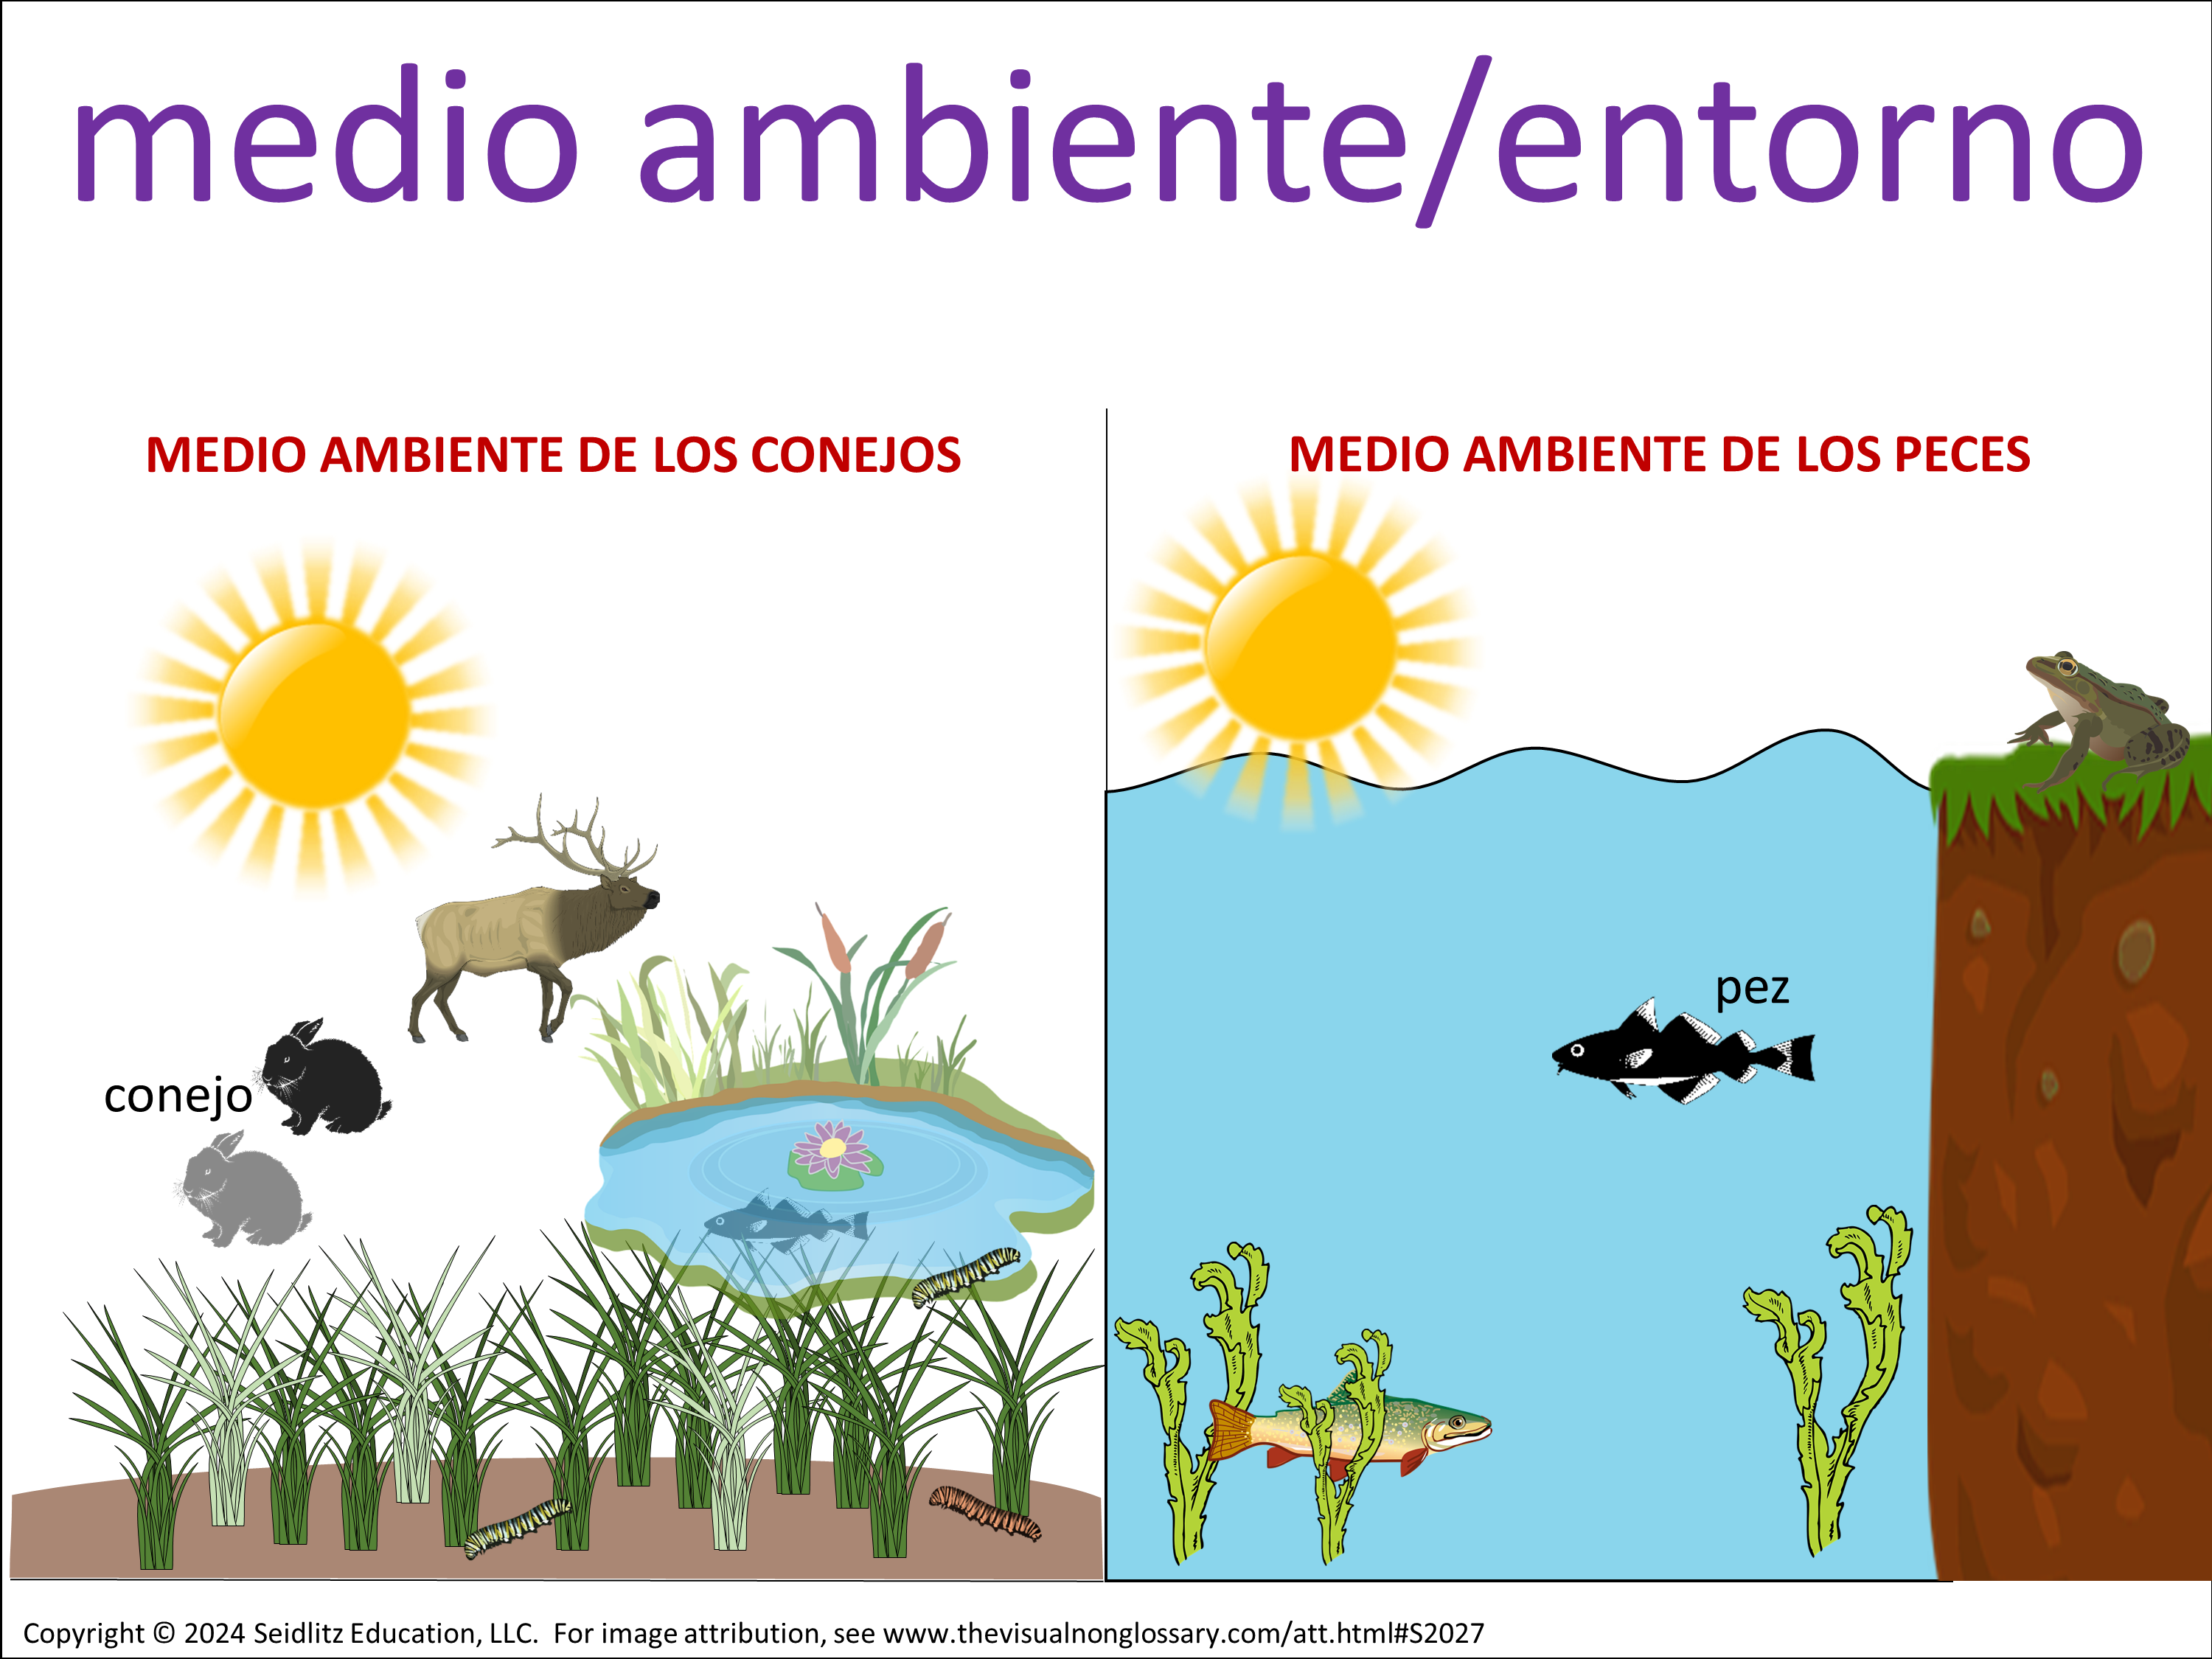 medio ambiente/entorno
MEDIO AMBIENTE DE LOS CONEJOS
MEDIO AMBIENTE DE LOS PECES
conejo
pez
Copyright © 2024 Seidlitz Education, LLC.  For image attribution, see www.thevisualnonglossary.com/att.html#S2027